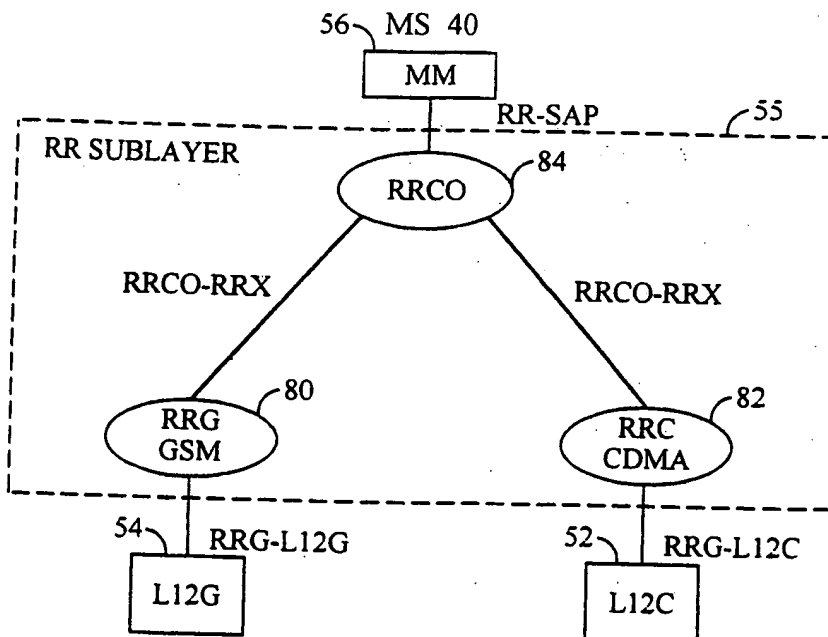 MS 40
56
MM
RR-SAP
55
RR SUBLAYER
84
RRCO
RRCO-RRX
RRCO-RRX
80
82
RRG
GSM
RRC
CDMA
54
RRG-L12G
52
RRG-L12C
L12G
L12C